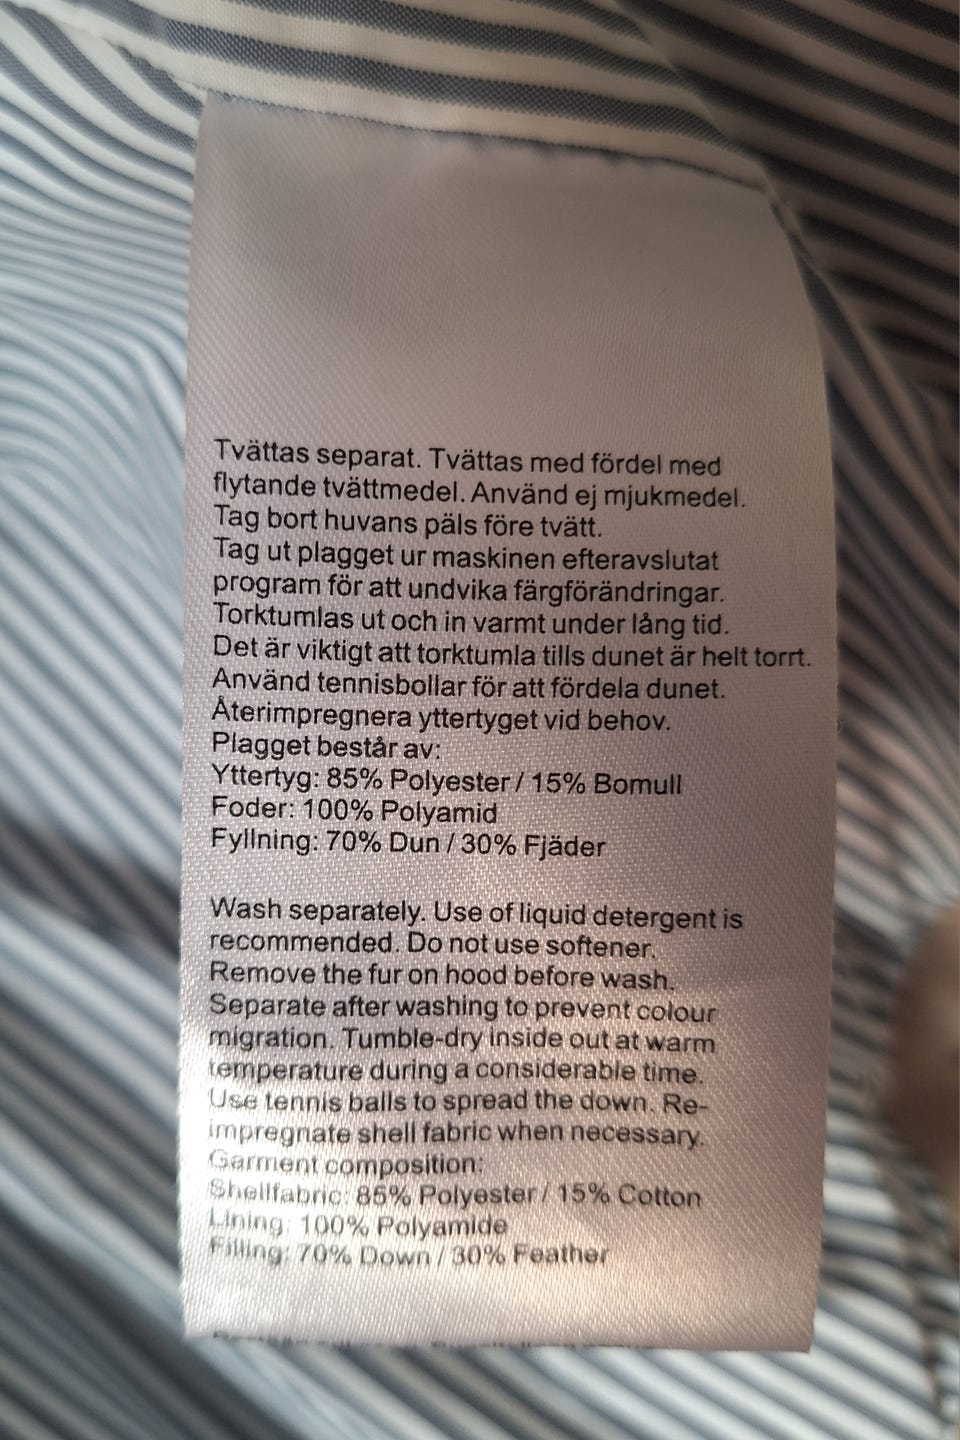 Tvättas separat. Tvättas med fördel med
flytande tvättmedel. Använd ej mjukmedel.
Tag bort huvans päls före tvätt.
Tag ut plagget ur maskinen efteravslutat
program för att undvika färgförändringar.
Torktumlas ut och in varmt under lång tid.
Det är viktigt att torktumla tills dunet är helt torrt.
Använd tennisbollar för att fördela dunet.
Återimpregnera yttertyget vid behov.
Plagget består av:
Yttertyg: 85% Polyester / 15% Bomull
Foder: 100% Polyamid
Fyllning: 70% Dun / 30% Fjäder
Wash separately. Use of liquid detergent is
recommended. Do not use softener.
Remove the fur on hood before wash.
Separate after washing to prevent colour
migration. Tumble-dry inside out at warm
temperature during a considerable time.
Use tennis balls to spread the down. Re-
impregnate shell fabric when necessary.
Garment composition:
Shellfabric: 85% Polyester / 15% Cotton
Lining: 100% Polyamide
Filling: 70% Down / 30% Feather